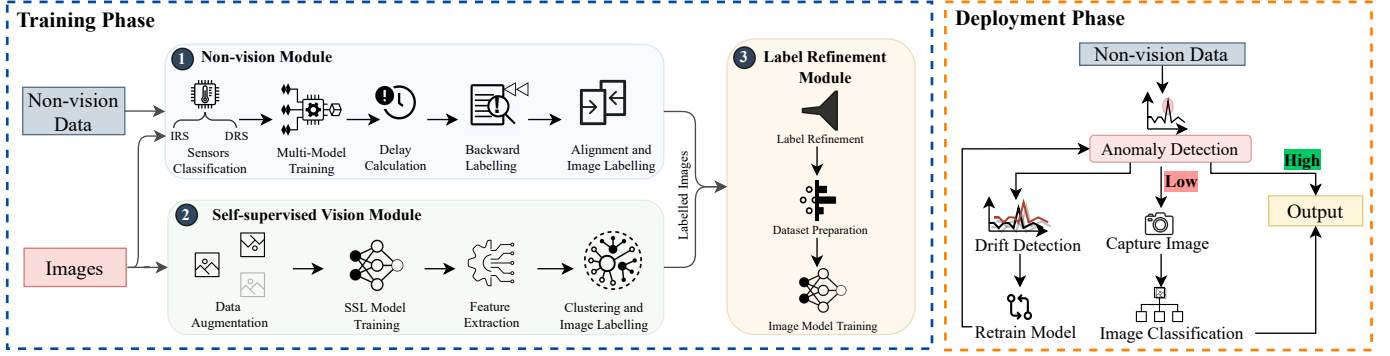 Training Phase
Non-vision
Data
Images
1
Non-vision Module
IRS
DRS
Sensors
Classification
Multi-Model
Training
Delay
Calculation
Backward
Labelling
Alignment and
Image Labelling
2
Self-supervised Vision Module
Data
Augmentation
SSL Model
Training
Feature
Extraction
Clustering and
Image Labelling
Labelled Images
3
Label Refinement
Module
Label Refinement
Dataset Preparation
Image Model Training
Deployment Phase
Non-vision Data
Anomaly Detection
High
Low
Output
Drift Detection
Capture Image
Retrain Model
Image Classification